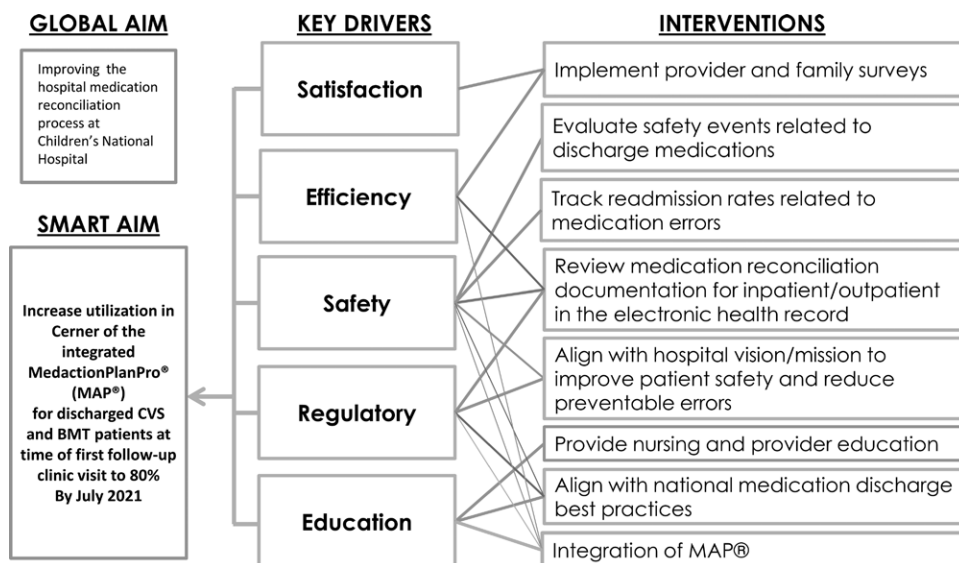 GLOBAL AIM
Improving the
hospital medication
reconciliation
process at
Children's National
Hospital
SMART AIM
Increase utilization in
Cerner of the
integrated
MedactionPlanPro®
(MAP®)
for discharged CVS
and BMT patients at
time of first follow-up
clinic visit to 80%
By July 2021
KEY DRIVERS
Satisfaction
Efficiency
Safety
Regulatory
Education
INTERVENTIONS
Implement provider and family surveys
Evaluate safety events related to
discharge medications
Track readmission rates related to
medication errors
Review medication reconciliation
documentation for inpatient/outpatient
in the electronic health record
Align with hospital vision/mission to
improve patient safety and reduce
preventable errors
Provide nursing and provider education
Align with national medication discharge
best practices
Integration of MAP®